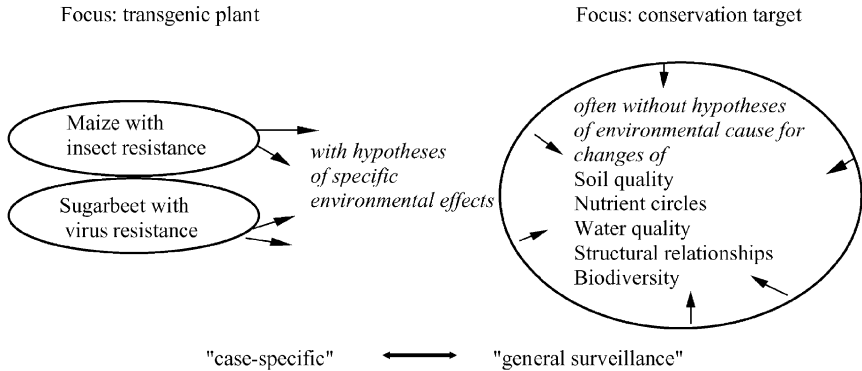 Focus: transgenic plant
Focus: conservation target
Maize with
insect resistance
Sugarbeet with
virus resistance
with hypotheses
of specific
environmental effects
often without hypotheses
of environmental cause for
changes of
Soil quality
Nutrient circles
Water quality
Structural relationships
Biodiversity
"case-specific"
"general surveillance"